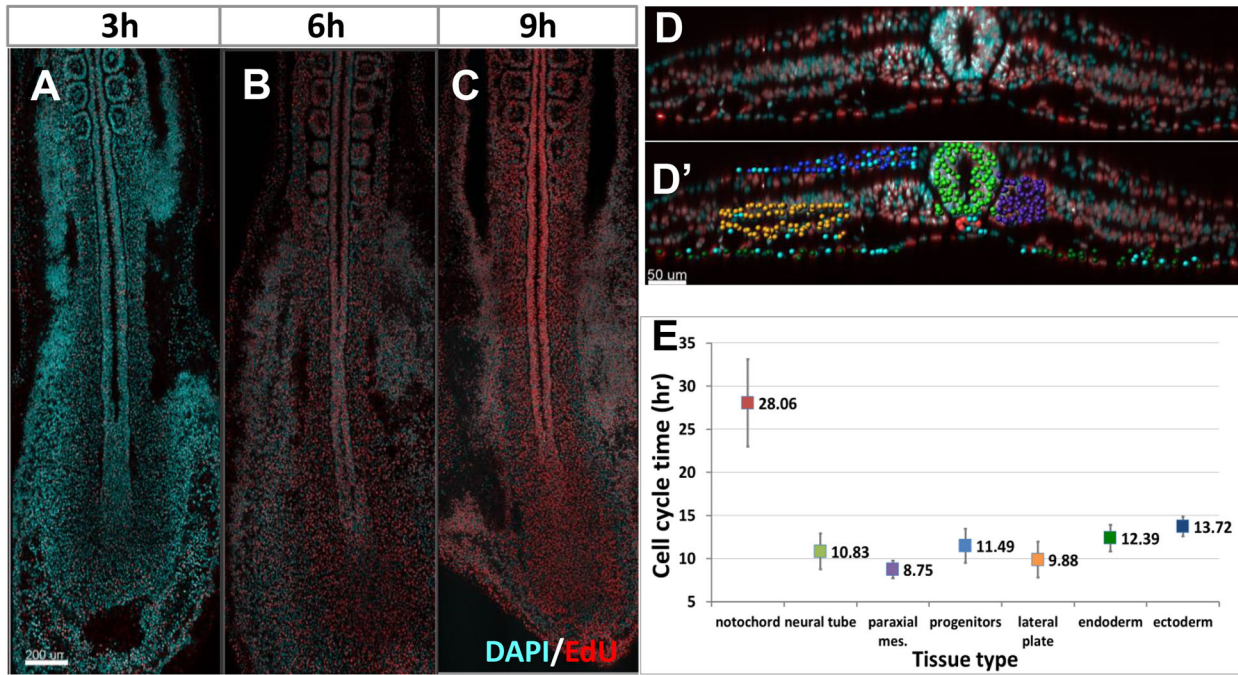 3h 6h 9h
A B C
DAPI/EdU
D
D’
50 um
E
Cell cycle time (hr)
35
30
25
20
15
10
5
28.06
10.83
8.75
11.49
9.88
12.39
13.72
notochord neural tube paraxial progenitors lateral endoderm ectoderm
mes. plate
Tissue type